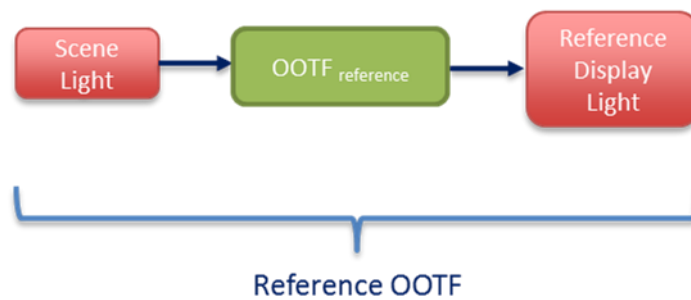 Scene
Light
OOTF reference
Reference
Display
Light
Reference OOTF